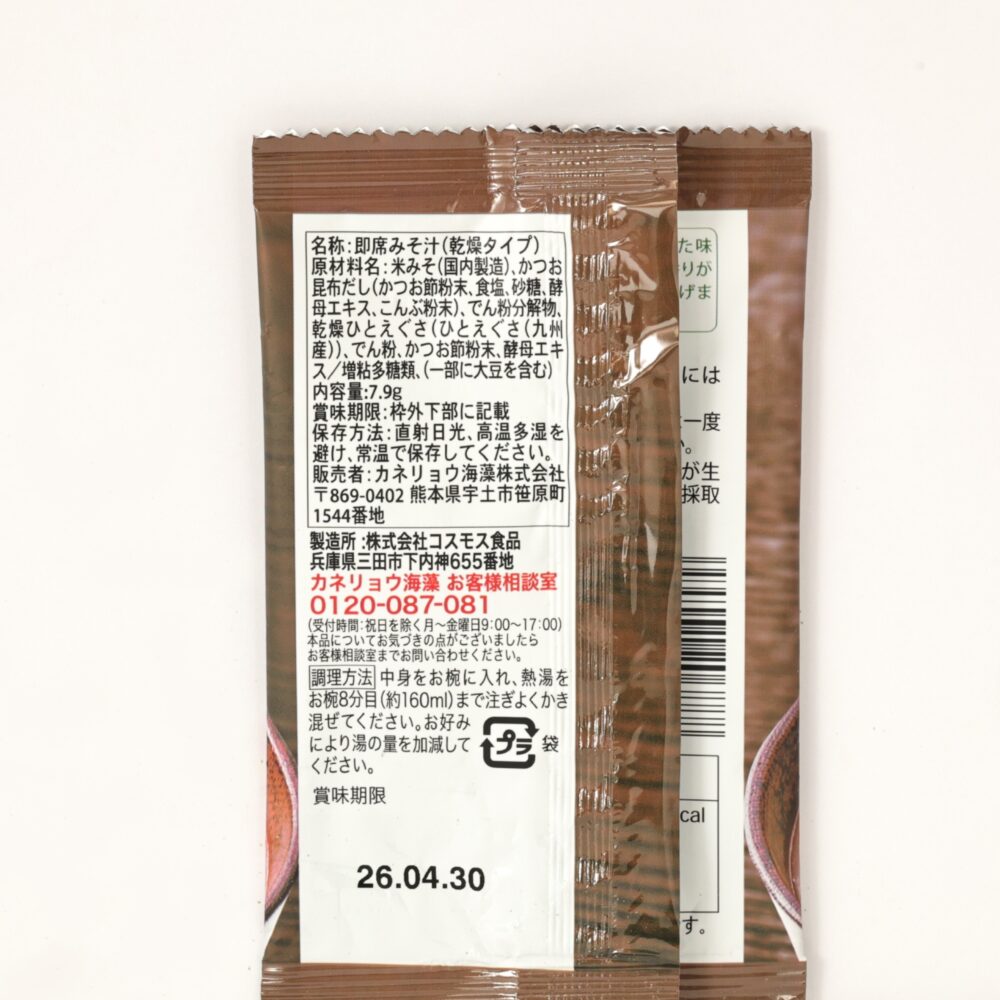 名称:即席みそ汁(乾燥タイプ)
原材料名:米みそ(国内製造)、かつお
昆布だし(かつお節粉末、食塩、砂糖、酵
母エキス、こんぶ粉末)、でん粉分解物、
乾燥ひとえぐさ(ひとえぐさ(九州
産))、でん粉、かつお節粉末、酵母エキ
ス/増粘多糖類、(一部に大豆を含む)
内容量:7.9g
賞味期限:枠外下部に記載
保存方法:直射日光、高温多湿を
避け、常温で保存してください。
販売者:カネリョウ海藻株式会社
〒869-0402 熊本県宇土市笹原町
1544番地
製造所:株式会社コスモス食品
兵庫県三田市下内神655番地
カネリョウ海藻 お客様相談室
0120-087-081
(受付時間:祝日を除く月~金曜日9:00~17:00)
本品についてお気づきの点がございましたら
お客様相談室までお問い合わせください。
調理方法 中身をお椀に入れ、熱湯を
お椀8分目(約160ml)まで注ぎよくかき
混ぜてください。お好み
により湯の量を加減して
ください。
プラ 袋
賞味期限
26.04.30
た味
りが
げま
には
一度
。
が生
採取
cal
す。